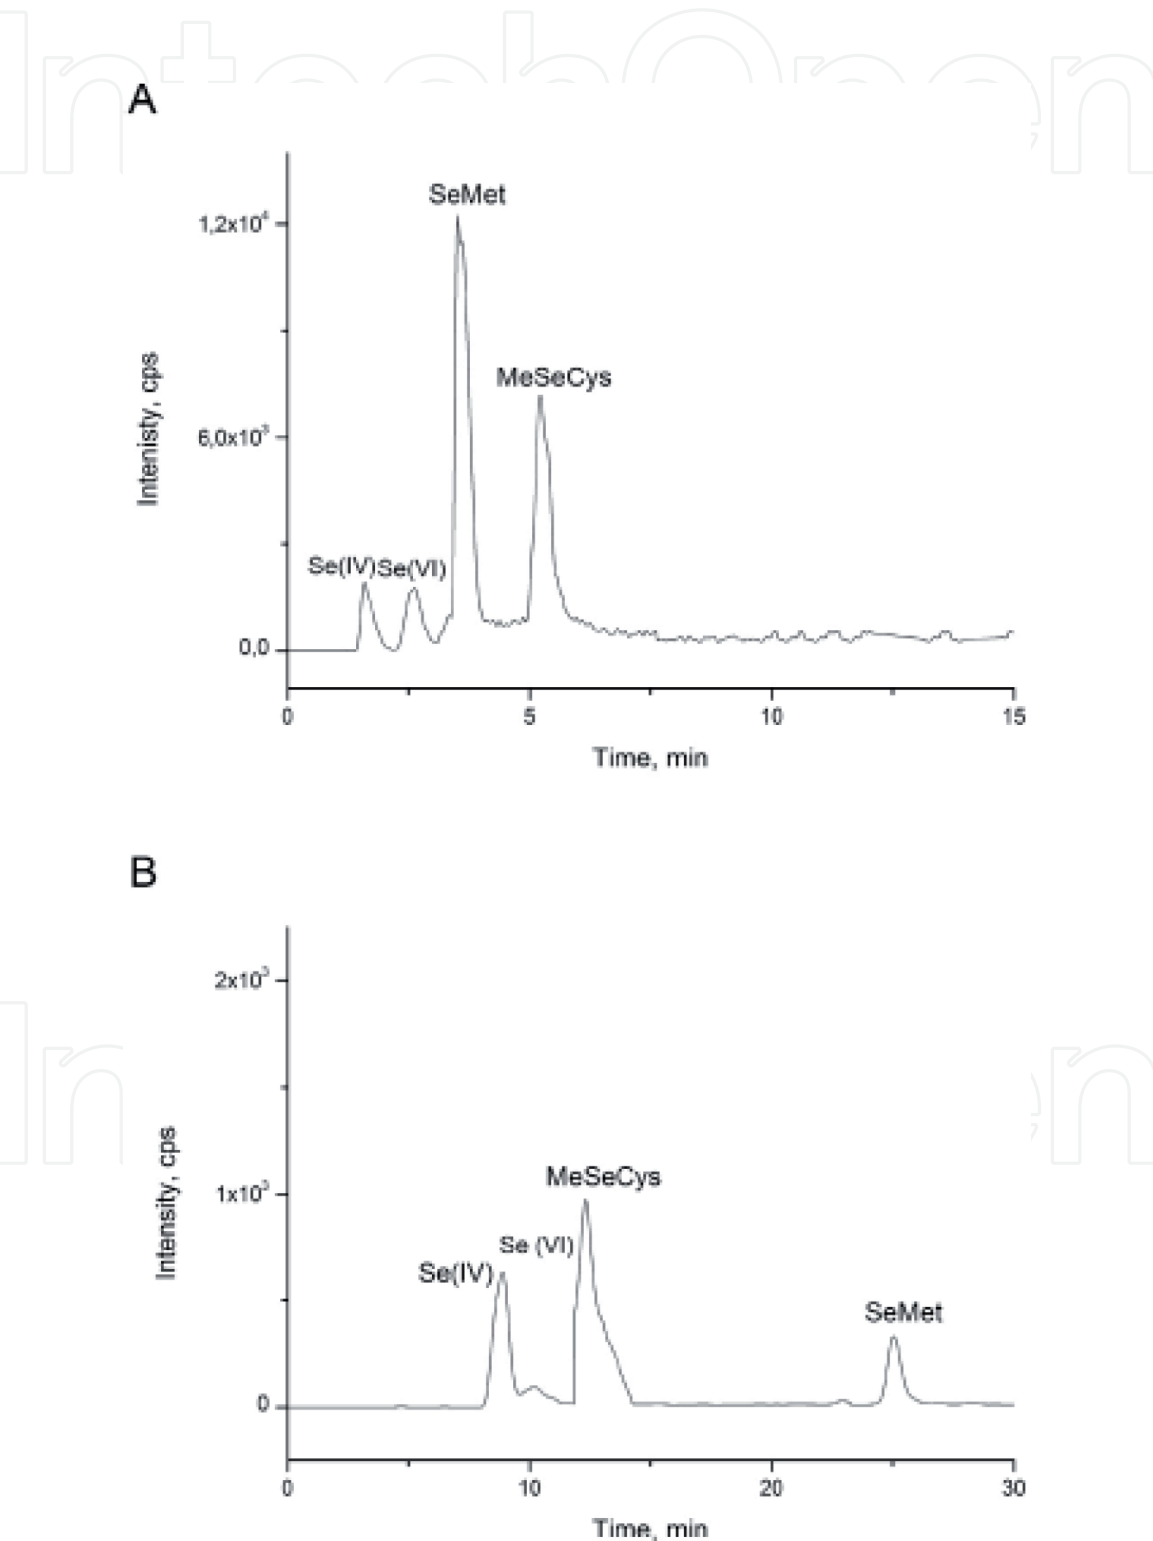 IntechOpen
A
SeMet
1,2x10⁴
MeSeCys
Intenisty, cps
6,0x10³
Se(IV) Se(VI)
0,0
0 5 10 15
Time, min
B
2x10³
MeSeCys
Intensity, cps
1x10³
Se (VI)
Se(IV)
SeMet
0
0 10 20 30
Time, min